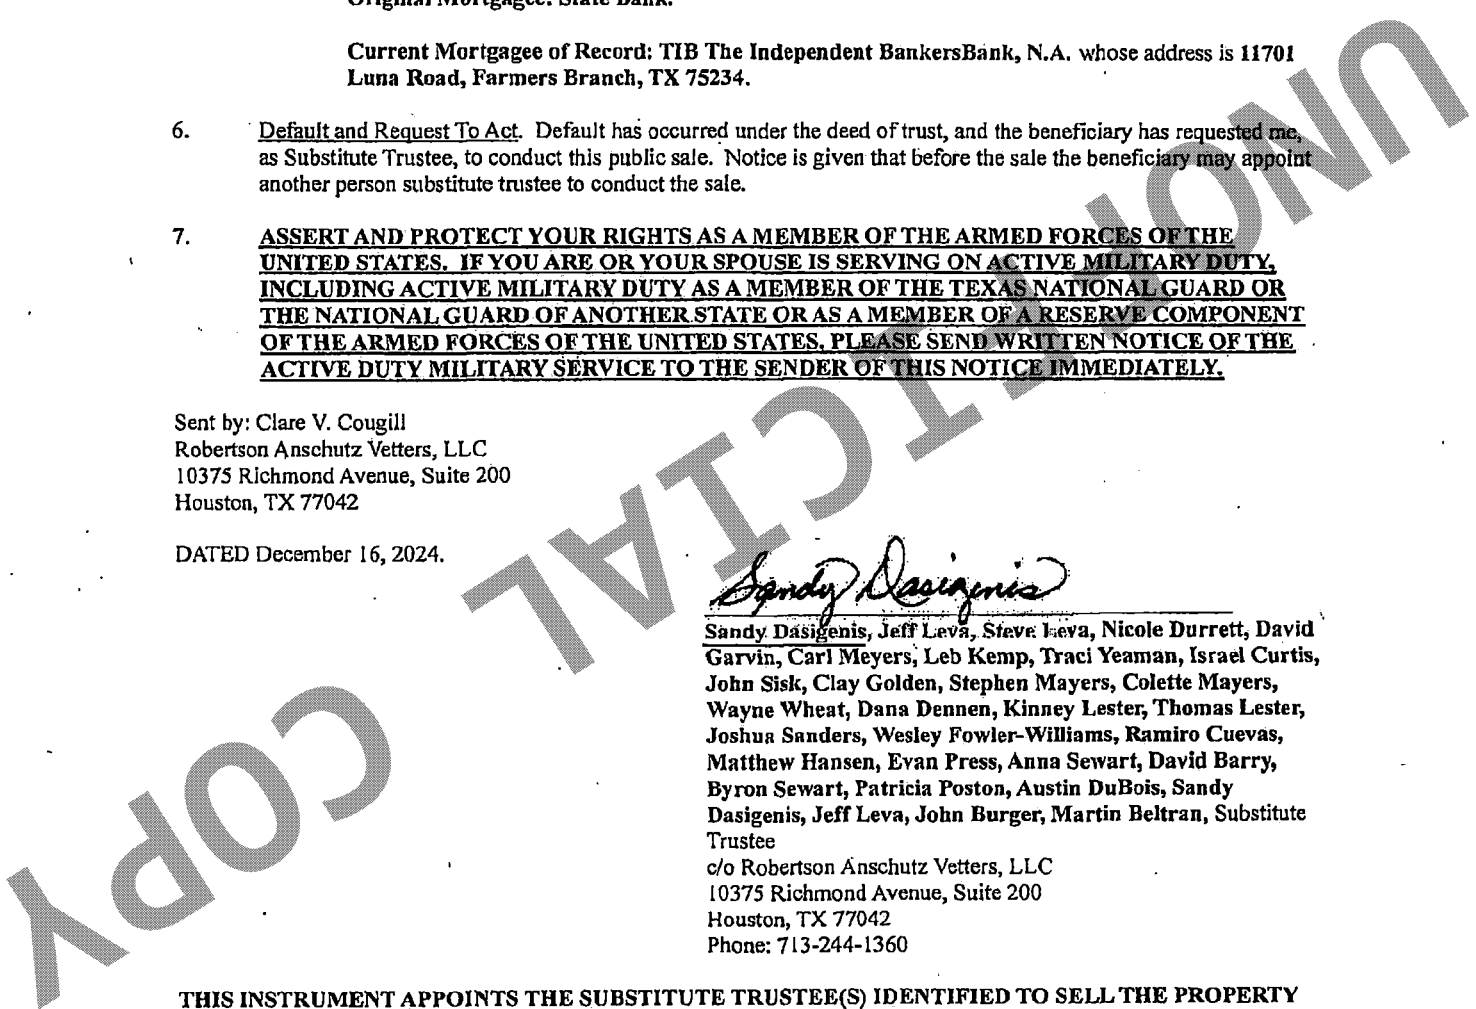 Original Mortgagee: State Bank.
Current Mortgagee of Record: TIB The Independent BankersBank, N.A. whose address is 11701
Luna Road, Farmers Branch, TX 75234.
6. Default and Request To Act. Default has occurred under the deed of trust, and the beneficiary has requested me,
as Substitute Trustee, to conduct this public sale. Notice is given that before the sale the beneficiary may appoint
another person substitute trustee to conduct the sale.
7. ASSERT AND PROTECT YOUR RIGHTS AS A MEMBER OF THE ARMED FORCES OF THE
UNITED STATES. IF YOU ARE OR YOUR SPOUSE IS SERVING ON ACTIVE MILITARY DUTY,
INCLUDING ACTIVE MILITARY DUTY AS A MEMBER OF THE TEXAS NATIONAL GUARD OR
THE NATIONAL GUARD OF ANOTHER STATE OR AS A MEMBER OF A RESERVE COMPONENT
OF THE ARMED FORCES OF THE UNITED STATES, PLEASE SEND WRITTEN NOTICE OF THE
ACTIVE DUTY MILITARY SERVICE TO THE SENDER OF THIS NOTICE IMMEDIATELY.
Sent by: Clare V. Cougill
Robertson Anschutz Vetters, LLC
10375 Richmond Avenue, Suite 200
Houston, TX 77042
DATED December 16, 2024.
Sandy Dasigenis
Sandy Dasigenis, Jeff Leva, Steve Leva, Nicole Durrett, David
Garvin, Carl Meyers, Leb Kemp, Traci Yeaman, Israel Curtis,
John Sisk, Clay Golden, Stephen Mayers, Colette Mayers,
Wayne Wheat, Dana Dennen, Kinney Lester, Thomas Lester,
Joshua Sanders, Wesley Fowler-Williams, Ramiro Cuevas,
Matthew Hansen, Evan Press, Anna Sewart, David Barry,
Byron Sewart, Patricia Poston, Austin DuBois, Sandy
Dasigenis, Jeff Leva, John Burger, Martin Beltran, Substitute
Trustee
c/o Robertson Anschutz Vetters, LLC
10375 Richmond Avenue, Suite 200
Houston, TX 77042
Phone: 713-244-1360
THIS INSTRUMENT APPOINTS THE SUBSTITUTE TRUSTEE(S) IDENTIFIED TO SELL THE PROPERTY
UNOFFICIAL COPY